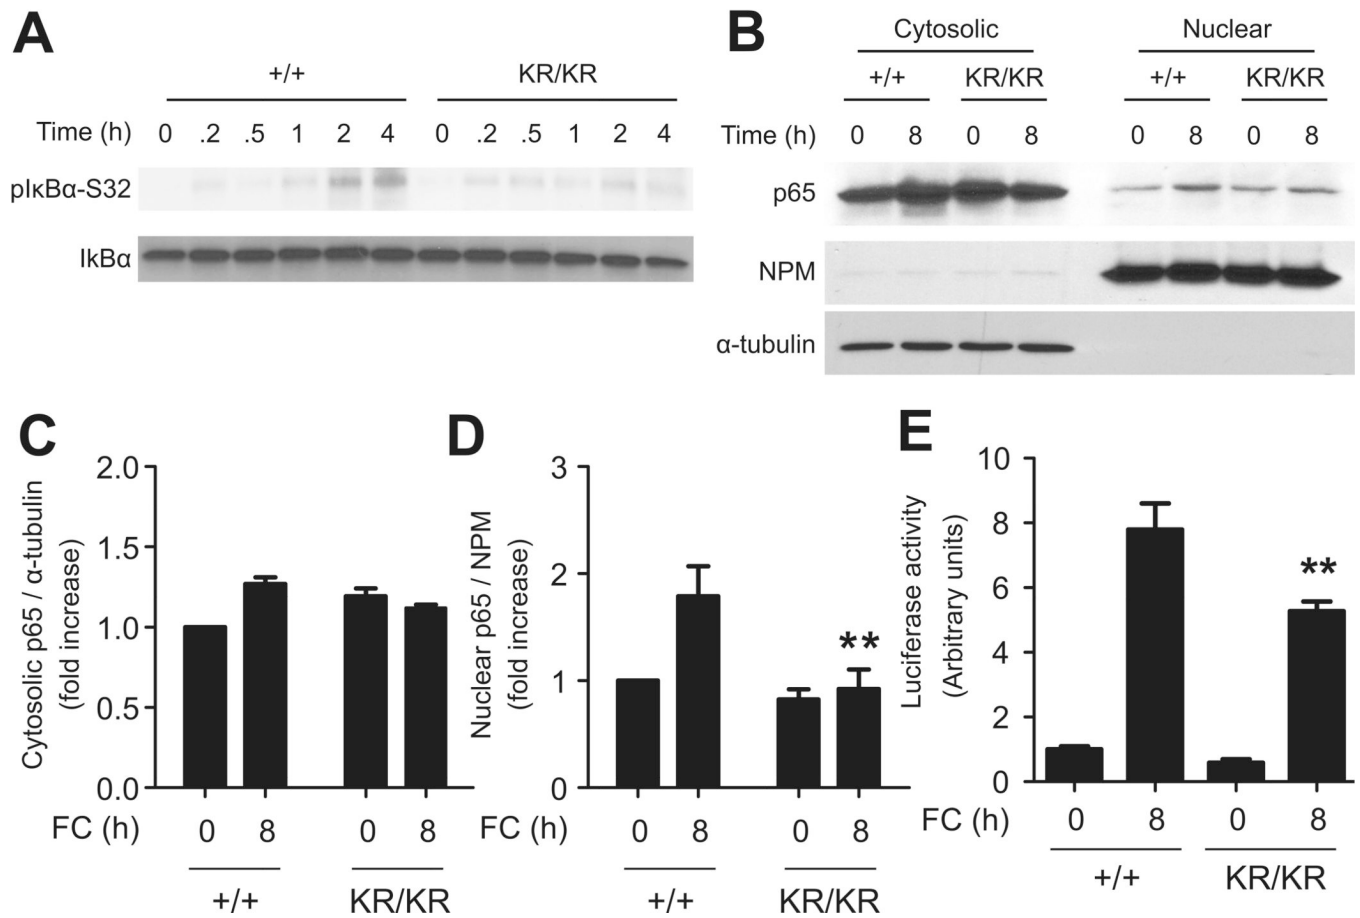 A
+/+ KR/KR
Time (h) 0 .2 .5 1 2 4 0 .2 .5 1 2 4
pIκBα-S32
IkBα
B
Cytosolic Nuclear
+/+ KR/KR +/+ KR/KR
Time (h) 0 8 0 8 0 8 0 8
p65
NPM
α-tubulin
C
Cytosolic p65 / α-tubulin
(fold increase)
2.0
1.5
1.0
0.5
0.0
FC (h) 0 8 0 8
+/+ KR/KR
D
Nuclear p65 / NPM
(fold increase)
3
2
1
0
**
FC (h) 0 8 0 8
+/+ KR/KR
E
Luciferase activity
(Arbitrary units)
10
8
6
4
2
0
**
FC (h) 0 8 0 8
+/+ KR/KR